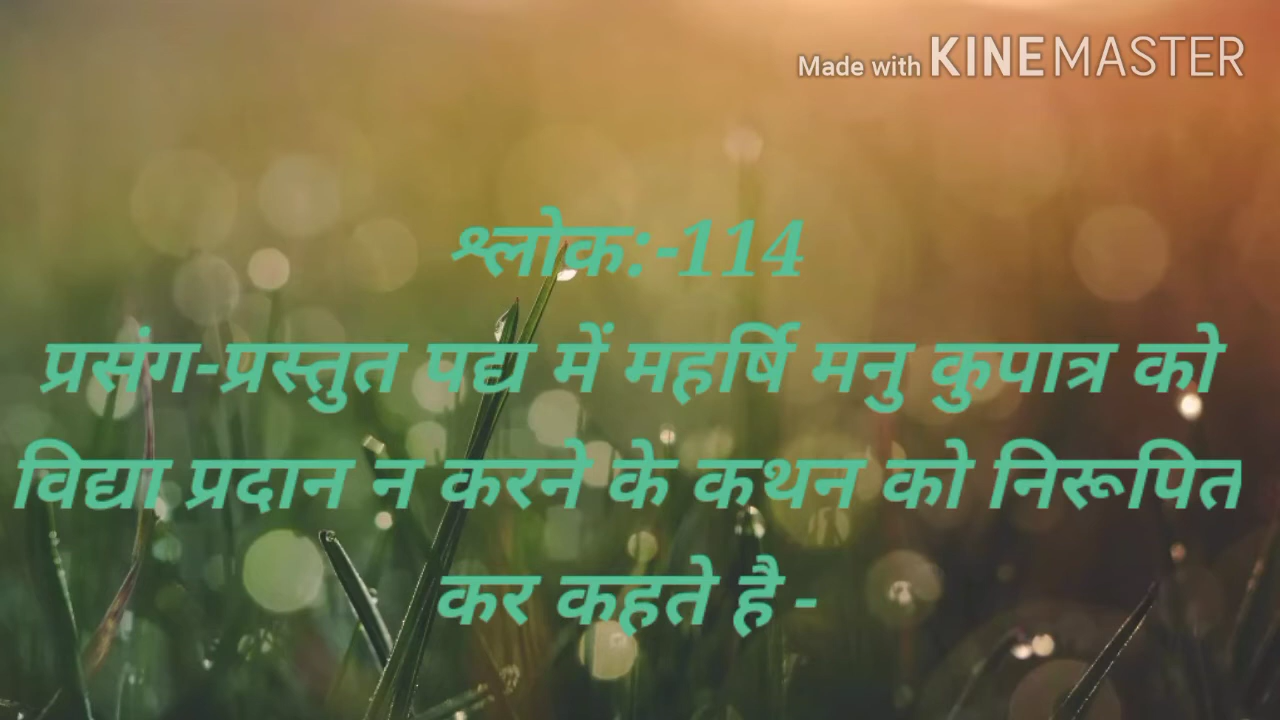 Made with KINEMASTER
श्लोक:-114
प्रसंग-प्रस्तुत पद्य में महर्षि मनु कुपात्र को
विद्या प्रदान न करने के कथन को निरूपित
कर कहते है -